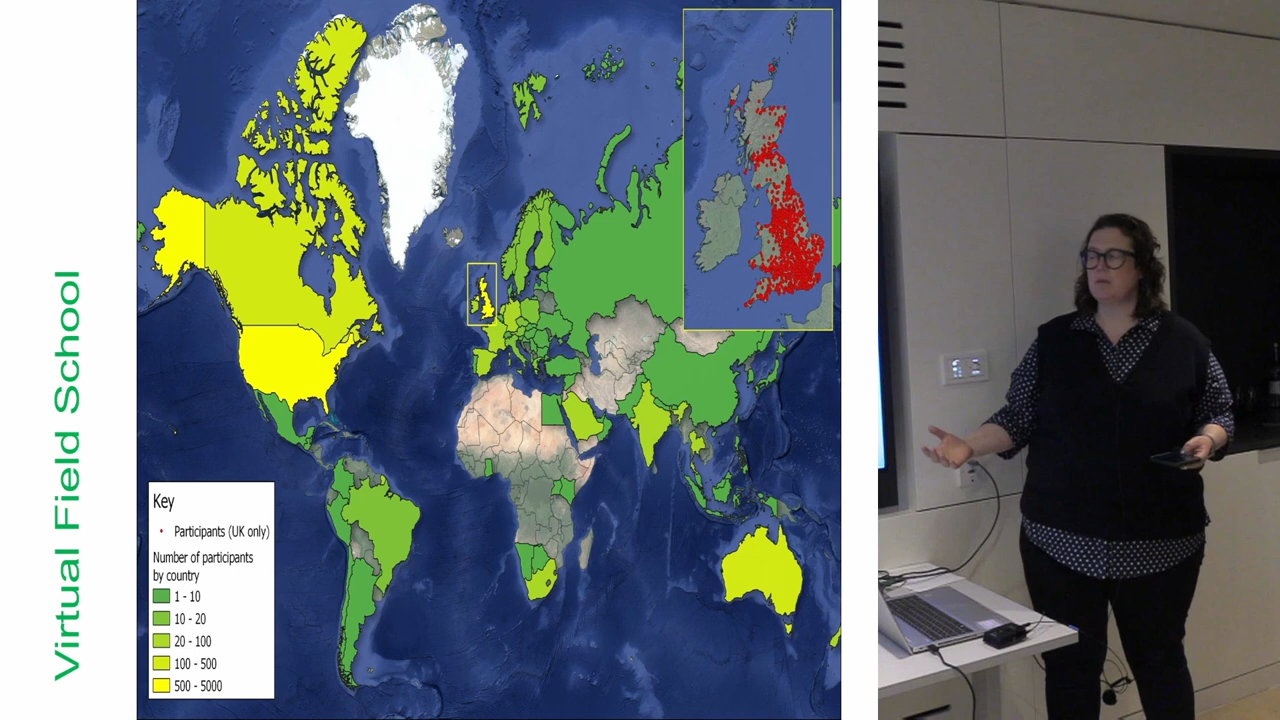 Virtual Field School
Key
Participants (UK only)
Number of participants
by country
1 - 10
10 - 20
20 - 100
100 - 500
500 - 5000